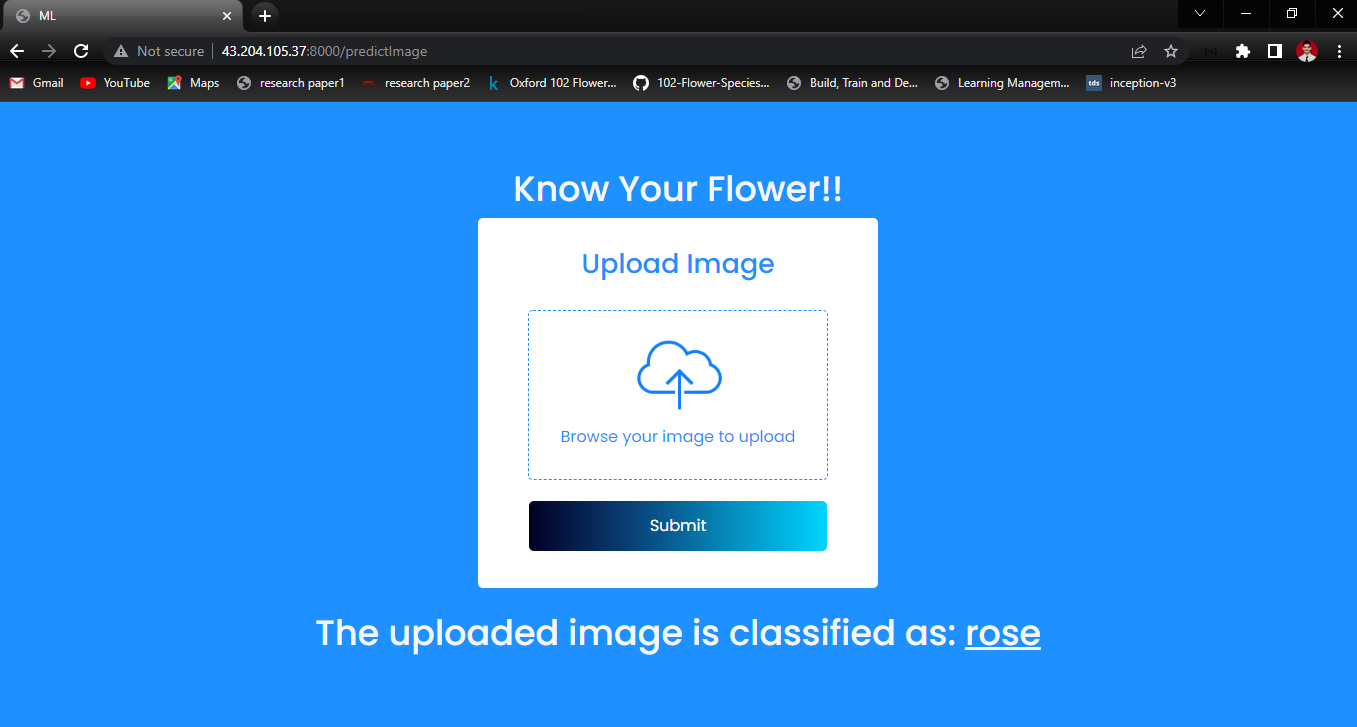 ML
Not secure | 43.204.105.37:8000/predictImage
Gmail YouTube Maps research paper1 research paper2 Oxford 102 Flower... 102-Flower-Species... Build, Train and De... Learning Managem... tds inception-v3
Know Your Flower!!
Upload Image
Browse your image to upload
Submit
The uploaded image is classified as: rose